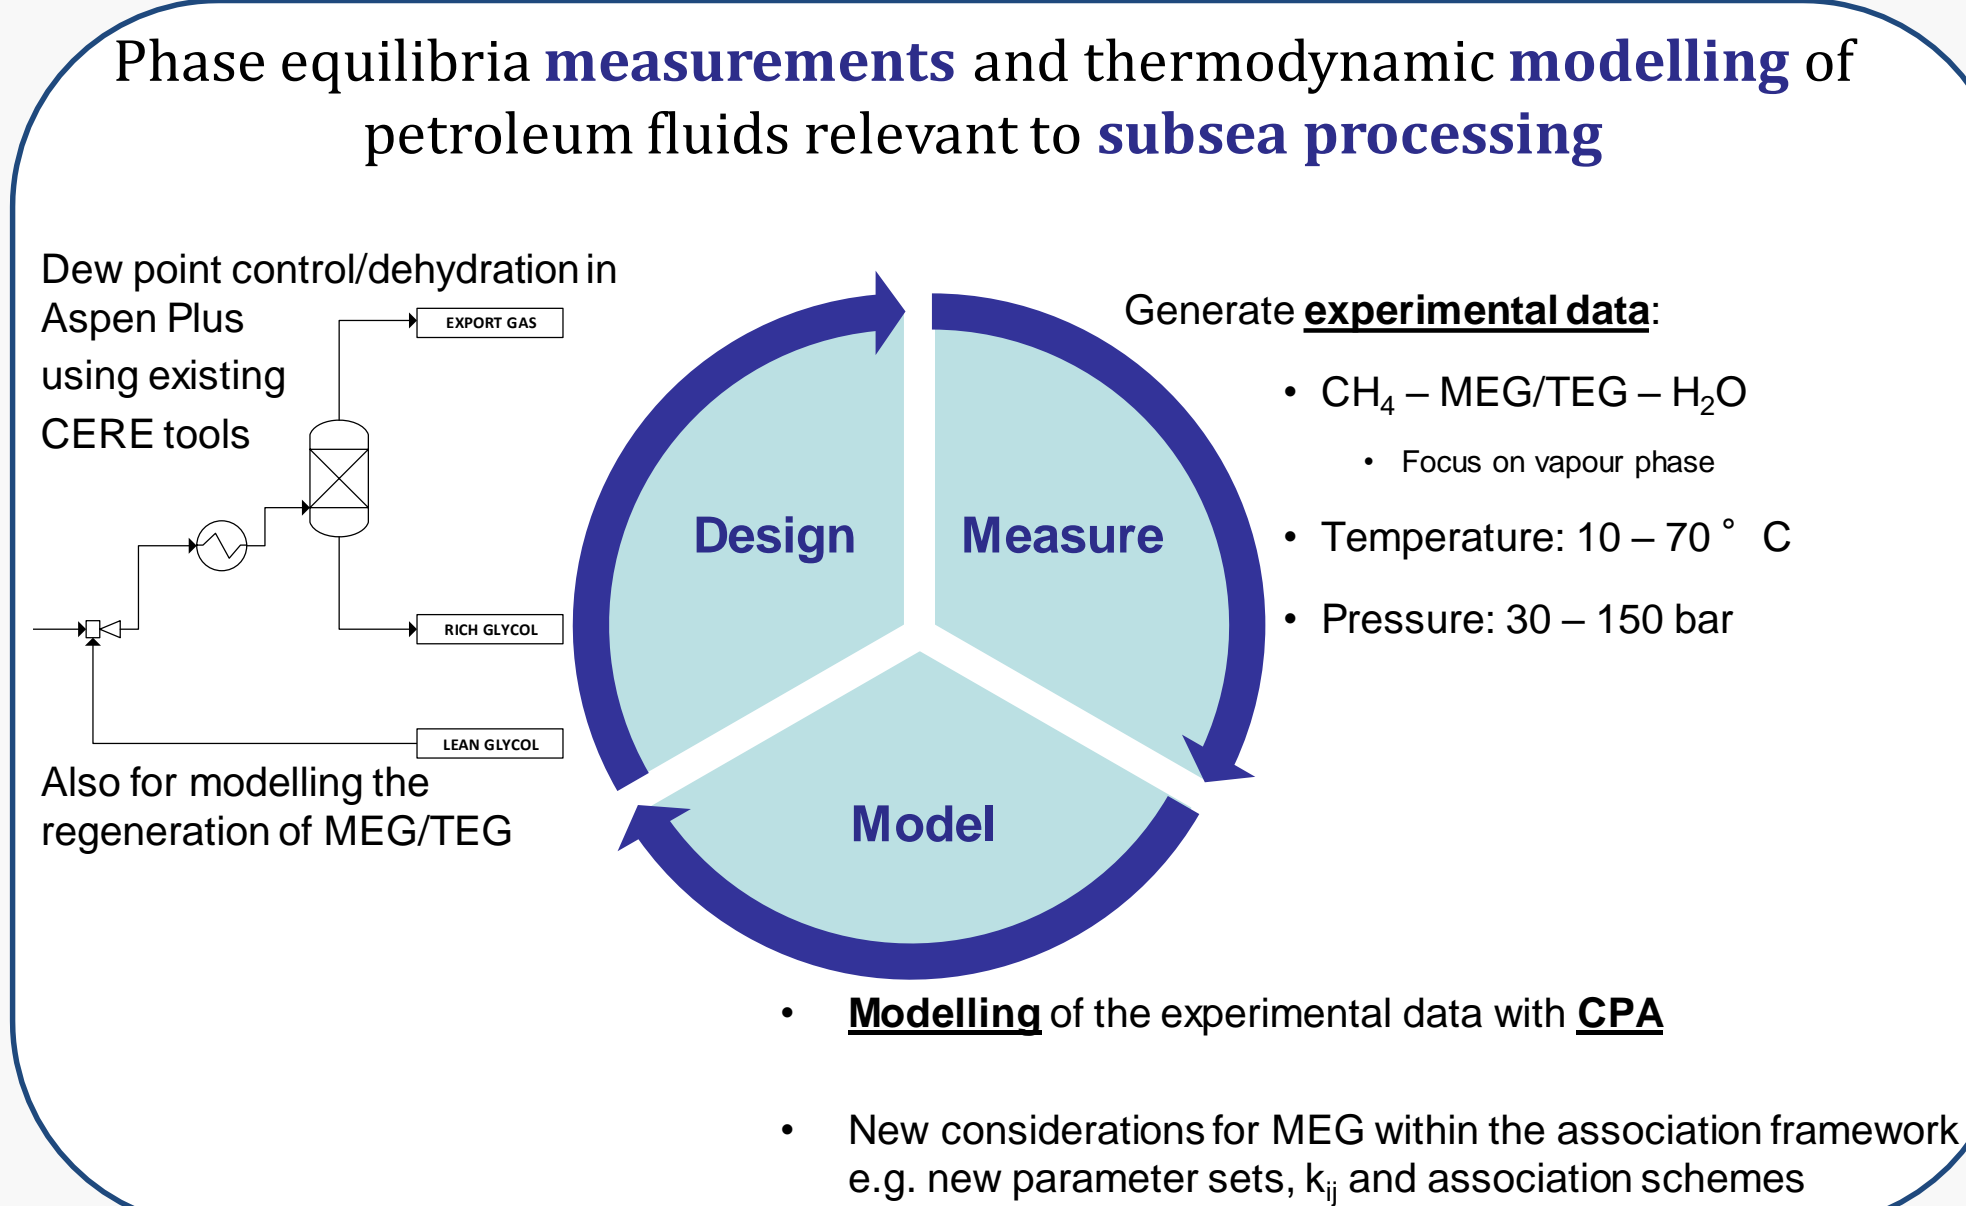 Phase equilibria measurements and thermodynamic modelling of
petroleum fluids relevant to subsea processing
Dew point control/dehydration in
Aspen Plus
using existing
CERE tools
EXPORT GAS
RICH GLYCOL
LEAN GLYCOL
Also for modelling the
regeneration of MEG/TEG
Design
Measure
Model
Generate experimental data:
• CH₄ – MEG/TEG – H₂O
• Focus on vapour phase
• Temperature: 10 – 70 ° C
• Pressure: 30 – 150 bar
• Modelling of the experimental data with CPA
• New considerations for MEG within the association framework
e.g. new parameter sets, kᵢⱼ and association schemes